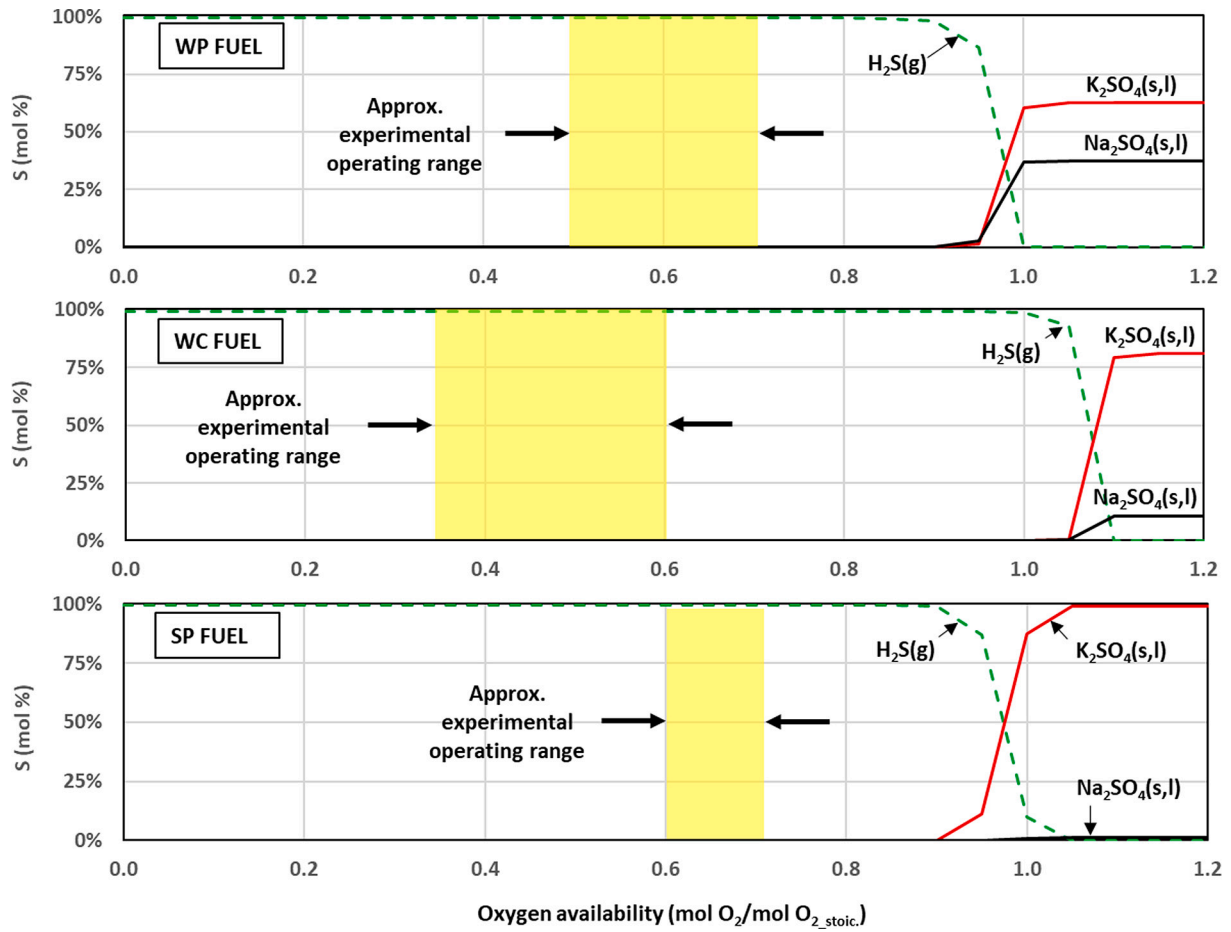 100%
WP FUEL
H₂S(g)
75%
K₂SO₄(s,l)
Approx.
experimental
operating range
50%
Na₂SO₄(s,l)
25%
0%
S (mol %)
0.0 0.2 0.4 0.6 0.8 1.0 1.2
100%
WC FUEL
H₂S(g)
K₂SO₄(s,l)
75%
Approx.
experimental
operating range
50%
25%
Na₂SO₄(s,l)
0%
S (mol %)
0.0 0.2 0.4 0.6 0.8 1.0 1.2
100%
SP FUEL
H₂S(g)
K₂SO₄(s,l)
75%
Approx.
experimental
operating range
50%
25%
Na₂SO₄(s,l)
0%
S (mol %)
0.0 0.2 0.4 0.6 0.8 1.0 1.2
Oxygen availability (mol O₂/mol O₂_stoic.)